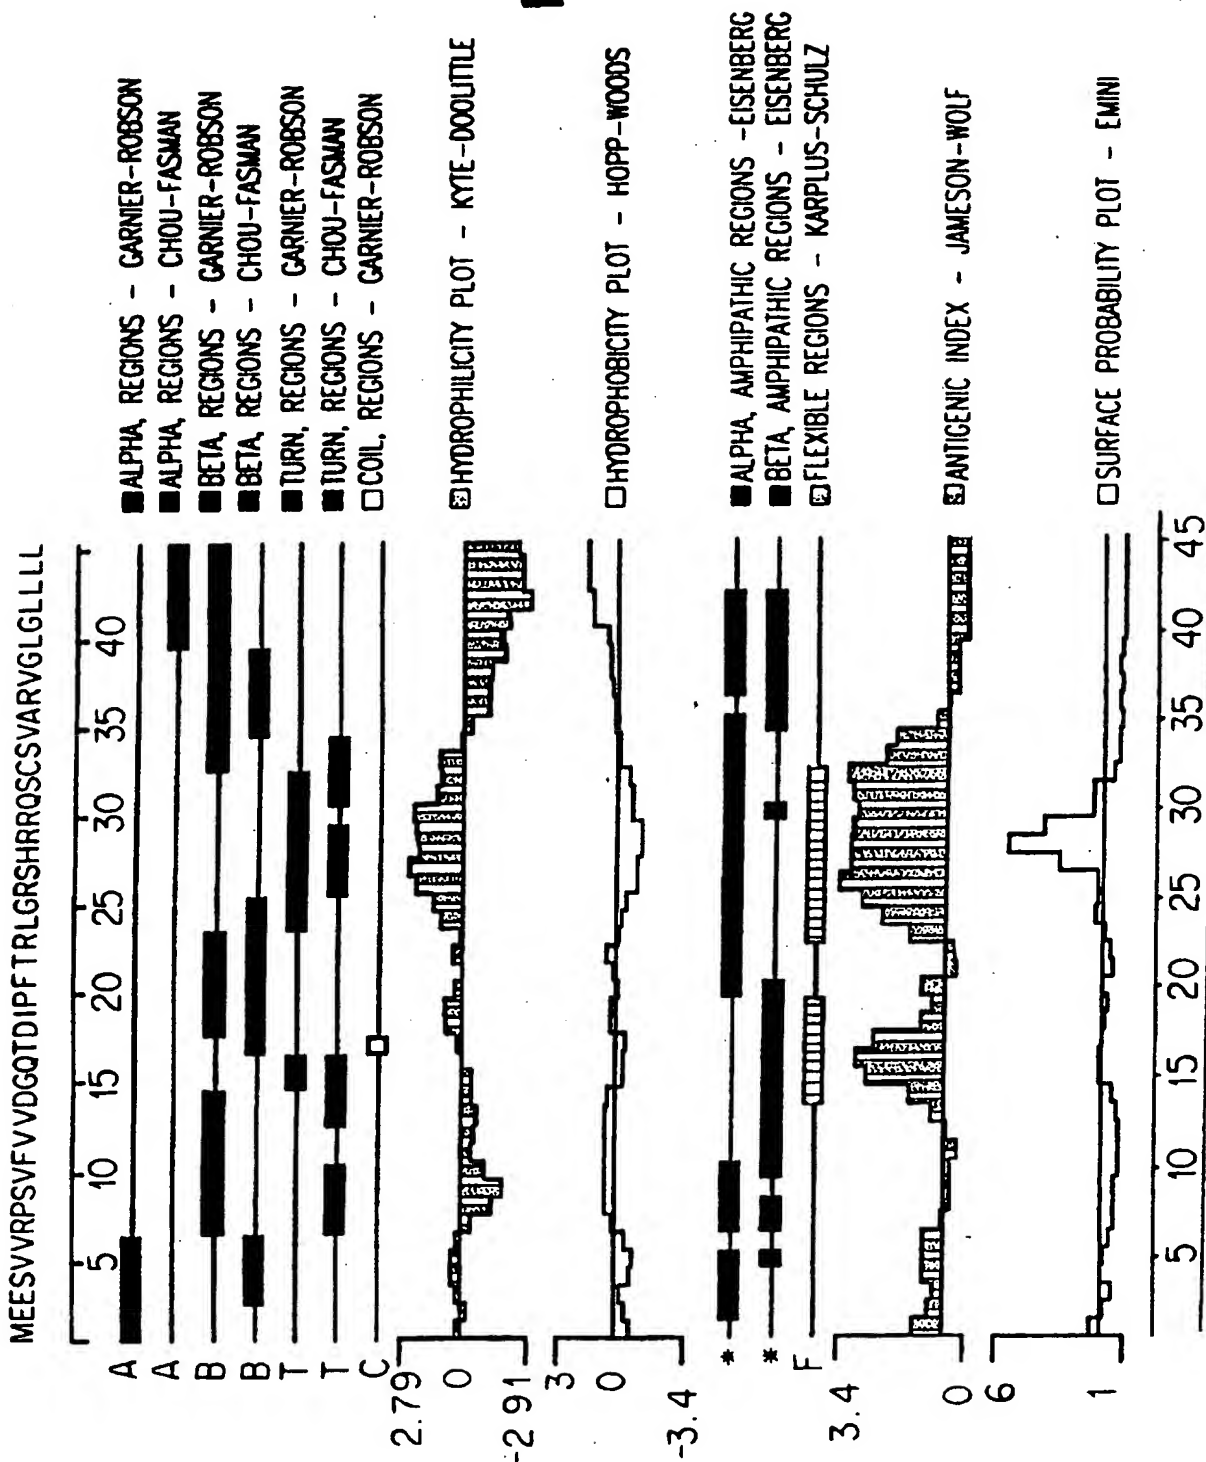 MEESVVRPSVFVVDGQTDIPFTRLGRSHRRQSCSVARVGLGLLLL
5 10 15 20 25 30 35 40
A ALPHA, REGIONS - GARNIER-ROBSON
A ALPHA, REGIONS - CHOU-FASMAN
B BETA, REGIONS - GARNIER-ROBSON
B BETA, REGIONS - CHOU-FASMAN
T TURN, REGIONS - GARNIER-ROBSON
T TURN, REGIONS - CHOU-FASMAN
C COIL, REGIONS - GARNIER-ROBSON
2.79
0 HYDROPHILICITY PLOT - KYTE-DOOLITTLE
-2.91
3
0 HYDROPHOBICITY PLOT - HOPP-WOODS
-3.4
* ALPHA, AMPHIPATHIC REGIONS -EISENBERG
* BETA, AMPHIPATHIC REGIONS - EISENBERG
F FLEXIBLE REGIONS - KARPLUS-SCHULZ
3.4
0 ANTIGENIC INDEX - JAMESON-WOLF
6
1 SURFACE PROBABILITY PLOT - EMINI
5 10 15 20 25 30 35 40 45